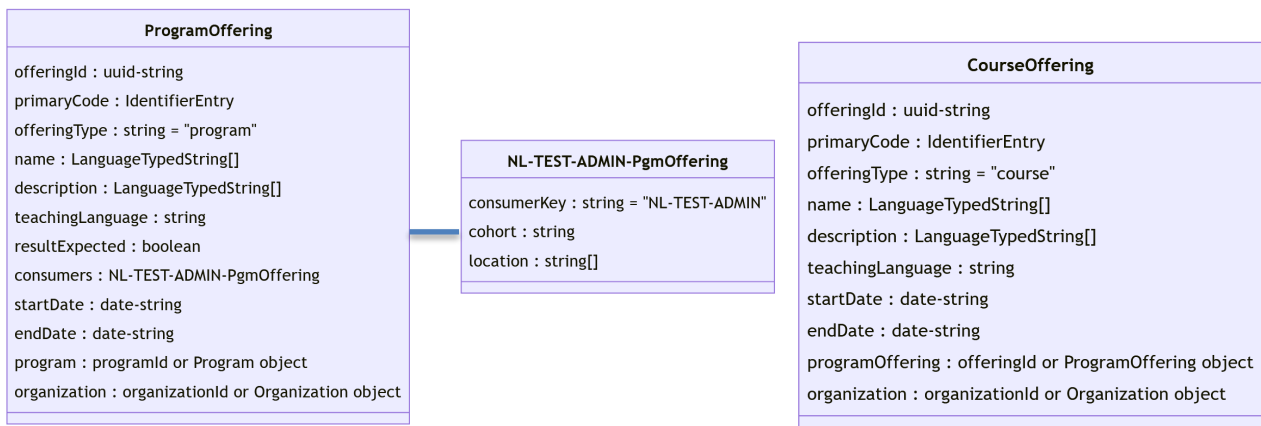 ProgramOffering
offeringId : uuid-string
primaryCode : IdentifierEntry
offeringType : string = "program"
name : LanguageTypedString[]
description : LanguageTypedString[]
teachingLanguage : string
resultExpected : boolean
consumers : NL-TEST-ADMIN-PgmOffering
startDate : date-string
endDate : date-string
program : programId or Program object
organization : organizationId or Organization object
NL-TEST-ADMIN-PgmOffering
consumerKey : string = "NL-TEST-ADMIN"
cohort : string
location : string[]
CourseOffering
offeringId : uuid-string
primaryCode : IdentifierEntry
offeringType : string = "course"
name : LanguageTypedString[]
description : LanguageTypedString[]
teachingLanguage : string
startDate : date-string
endDate : date-string
programOffering : offeringId or ProgramOffering object
organization : organizationId or Organization object